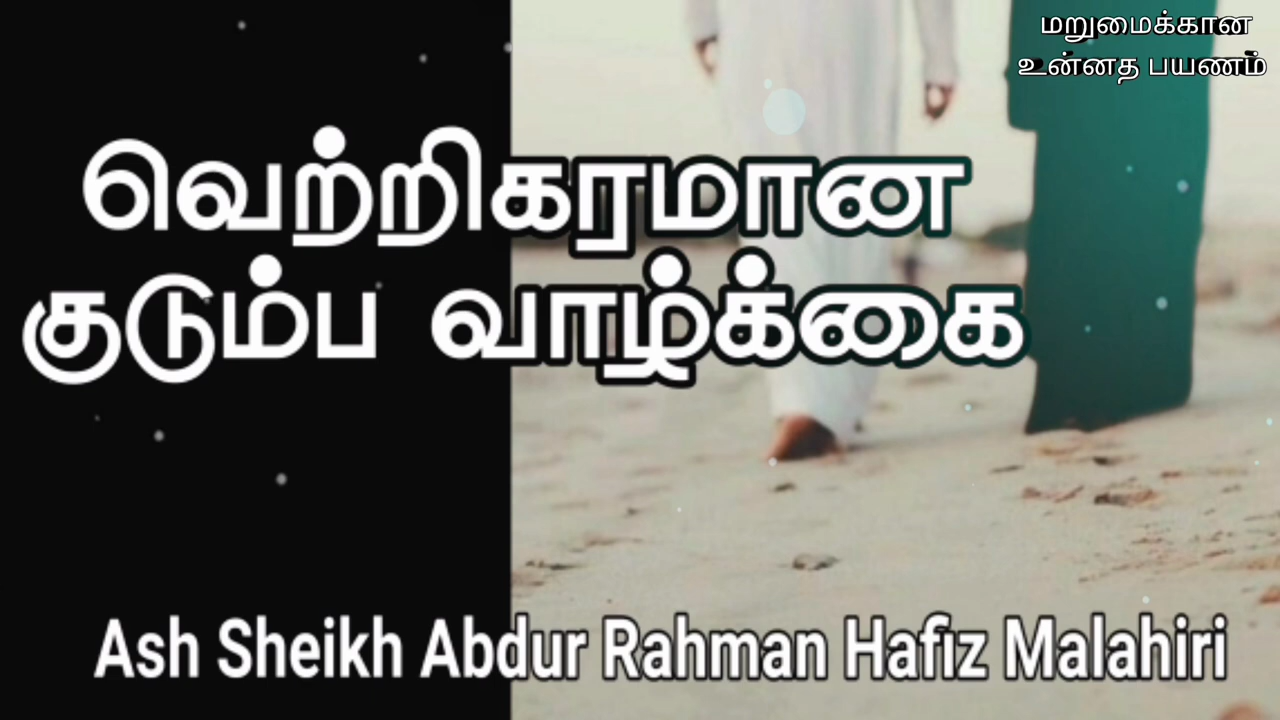 மறுமைக்கான
உன்னத பயணம்
வெற்றிகரமான
குடும்ப வாழ்க்கை
Ash Sheikh Abdur Rahman Hafiz Malahiri